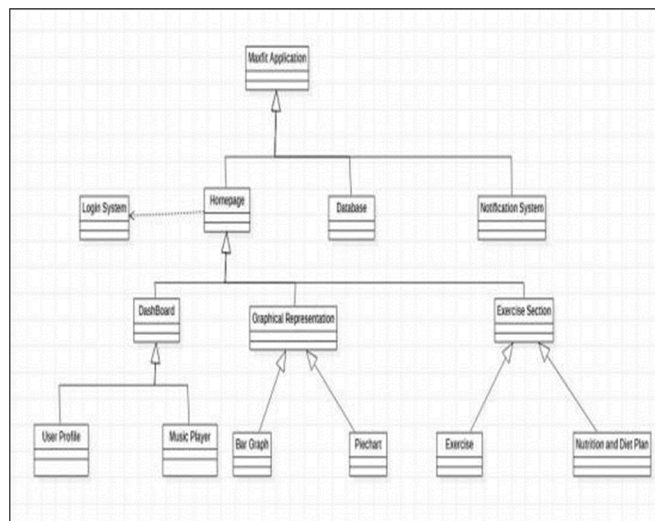 Maxfit Application
Login System
Homepage
Database
Notification System
DashBoard
Graphical Representation
Exercise Section
User Profile
Music Player
Bar Graph
Piechart
Exercise
Nutrition and Diet Plan